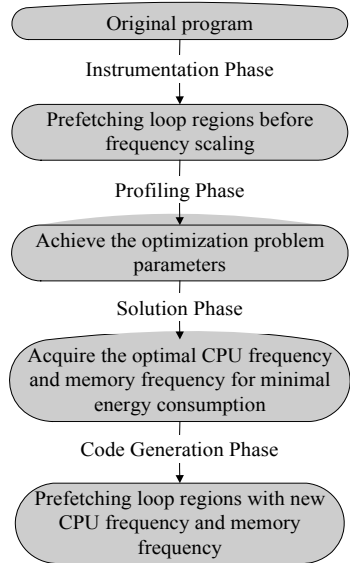 Original program
Instrumentation Phase
Prefetching loop regions before
frequency scaling
Profiling Phase
Achieve the optimization problem
parameters
Solution Phase
Acquire the optimal CPU frequency
and memory frequency for minimal
energy consumption
Code Generation Phase
Prefetching loop regions with new
CPU frequency and memory
frequency